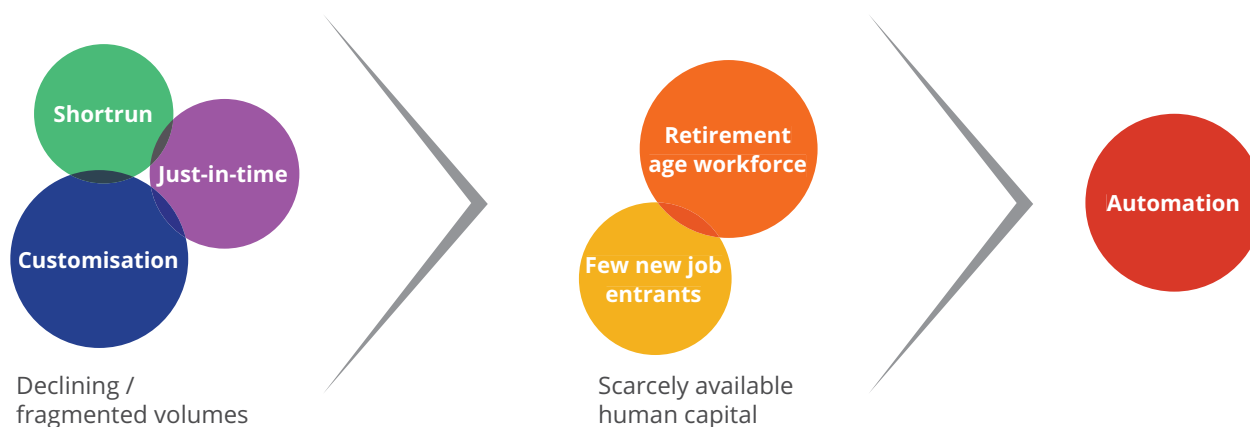 Shortrun
Just-in-time
Customisation
Declining /
fragmented volumes
Retirement
age workforce
Few new job
entrants
Scarcely available
human capital
Automation